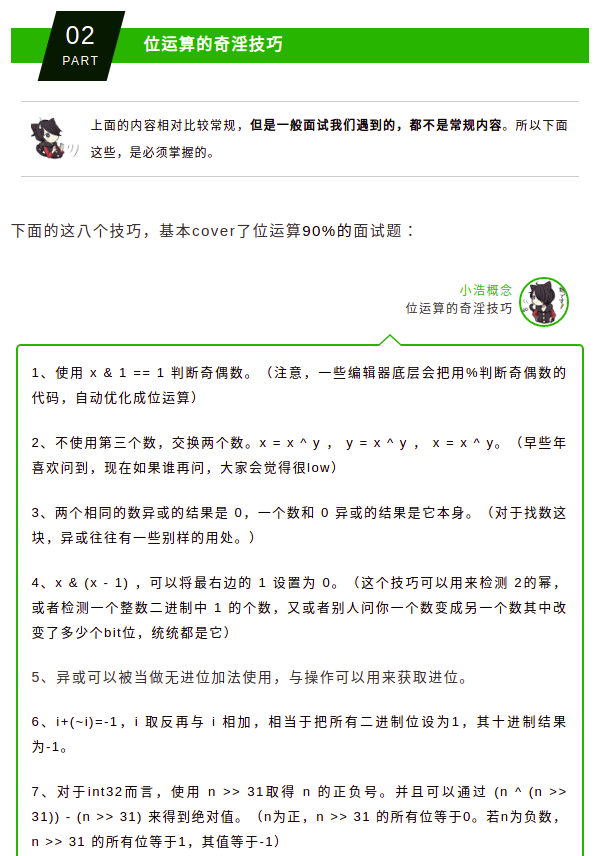 02
PART
位运算的奇淫技巧
上面的内容相对比较常规，但是一般面试我们遇到的，都不是常规内容。所以下面
这些，是必须掌握的。
下面的这八个技巧，基本cover了位运算90%的面试题：
小浩概念
位运算的奇淫技巧
1、使用 x & 1 == 1 判断奇偶数。（注意，一些编辑器底层会把用%判断奇偶数的
代码，自动优化成位运算）
2、不使用第三个数，交换两个数。x = x ^ y ， y = x ^ y ， x = x ^ y。（早些年
喜欢问到，现在如果谁再问，大家会觉得很low）
3、两个相同的数异或的结果是 0，一个数和 0 异或的结果是它本身。（对于找数这
块，异或往往有一些别样的用处。）
4、x & (x - 1) ，可以将最右边的 1 设置为 0。（这个技巧可以用来检测 2的幂，
或者检测一个整数二进制中 1 的个数，又或者别人问你一个数变成另一个数其中改
变了多少个bit位，统统都是它）
5、异或可以被当做无进位加法使用，与操作可以用来获取进位。
6、i+(~i)=-1，i 取反再与 i 相加，相当于把所有二进制位设为1，其十进制结果
为-1。
7、对于int32而言，使用 n >> 31取得 n 的正负号。并且可以通过 (n ^ (n >>
31)) - (n >> 31) 来得到绝对值。（n为正，n >> 31 的所有位等于0。若n为负数，
n >> 31 的所有位等于1，其值等于-1）